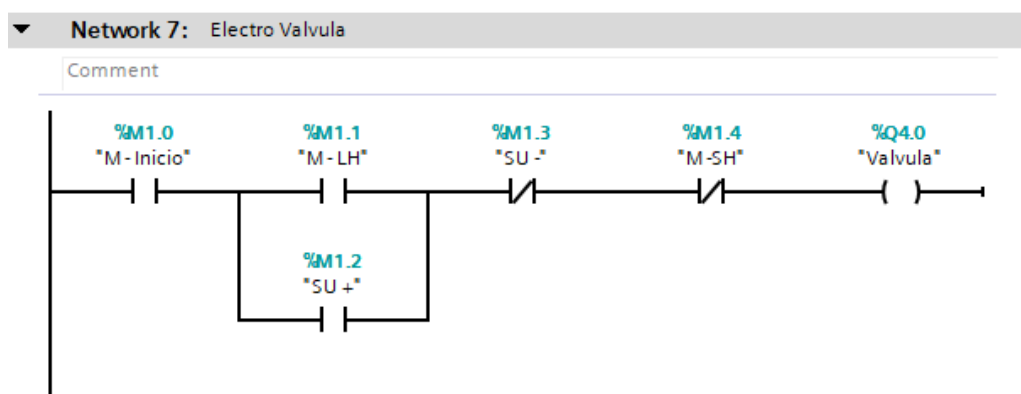 Network 7: Electro Valvula
Comment
%M1.0 %M1.1 %M1.3 %M1.4 %Q4.0
"M - Inicio" "M - LH" "SU -" "M -SH" "Valvula"
%M1.2
"SU +"